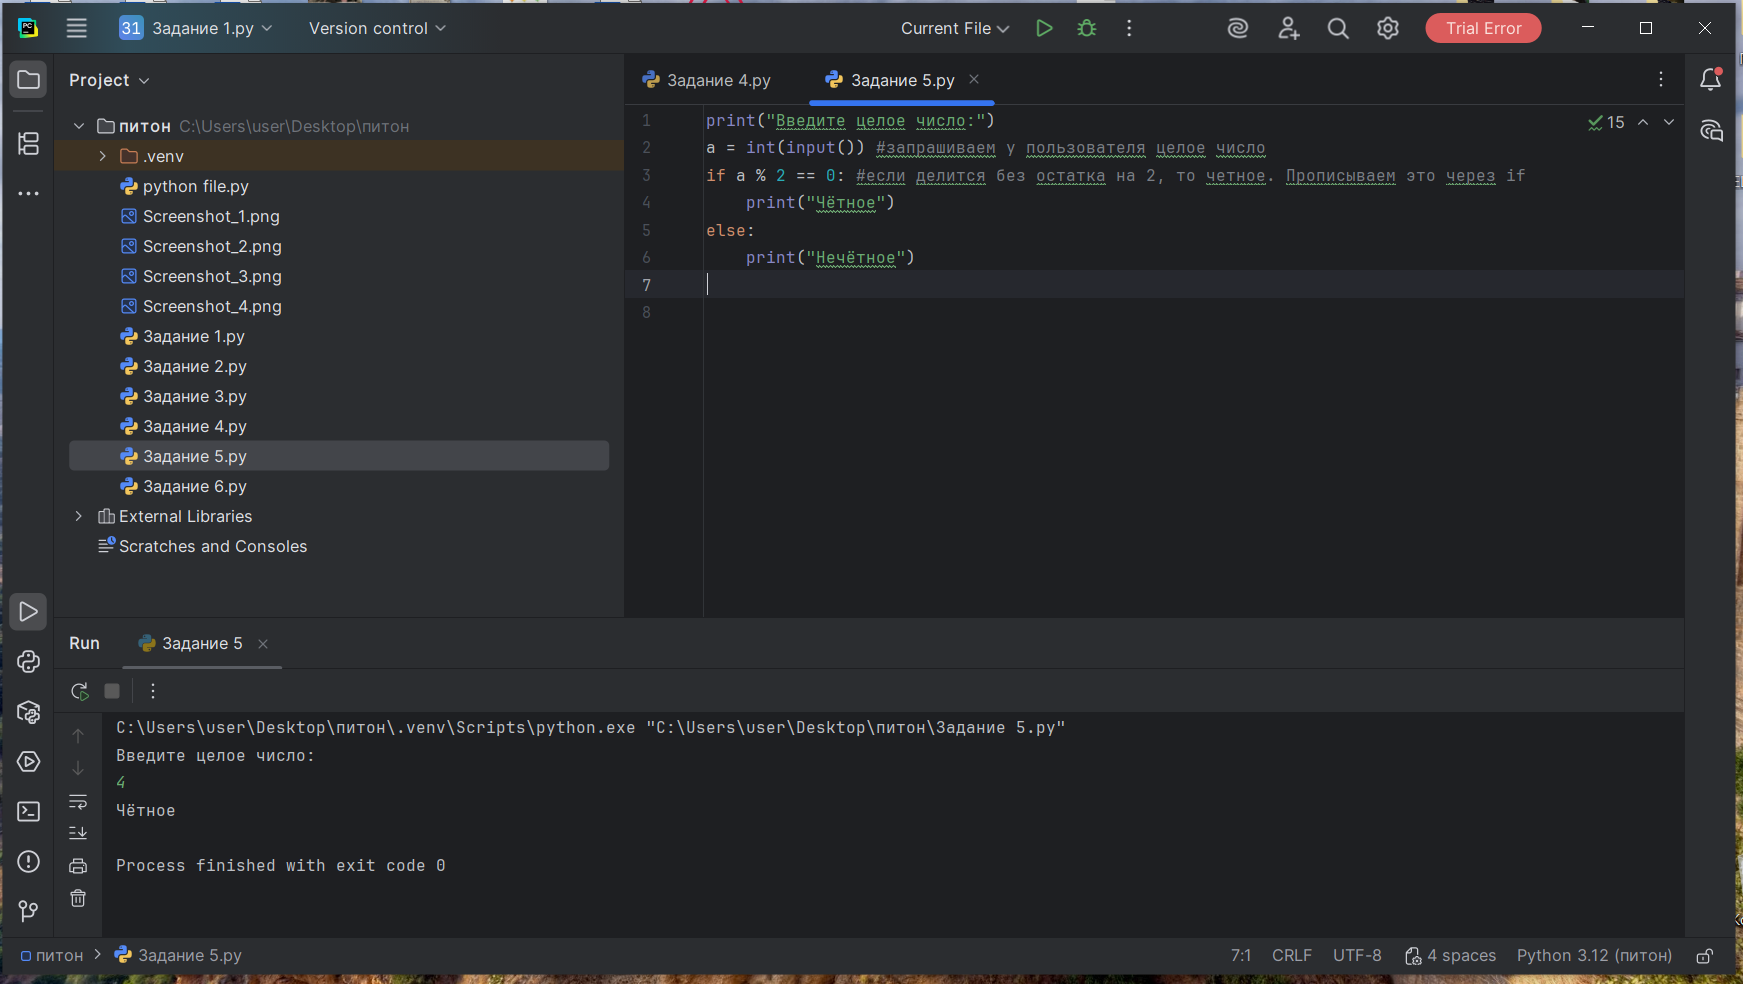 PC
31 Задание 1.py Version control Current File Trial Error
Project
Задание 4.py Задание 5.py
питон C:\Users\user\Desktop\питон
.venv
python file.py
Screenshot_1.png
Screenshot_2.png
Screenshot_3.png
Screenshot_4.png
Задание 1.py
Задание 2.py
Задание 3.py
Задание 4.py
Задание 5.py
Задание 6.py
External Libraries
Scratches and Consoles
1 print("Введите целое число:")
2 a = int(input()) #запрашиваем у пользователя целое число
3 if a % 2 == 0: #если делится без остатка на 2, то четное. Прописываем это через if
4 print("Чётное")
5 else:
6 print("Нечётное")
7
8
15
Run Задание 5
C:\Users\user\Desktop\питон\.venv\Scripts\python.exe "C:\Users\user\Desktop\питон\Задание 5.py"
Введите целое число:
4
Чётное
Process finished with exit code 0
питон Задание 5.py 7:1 CRLF UTF-8 4 spaces Python 3.12 (питон)